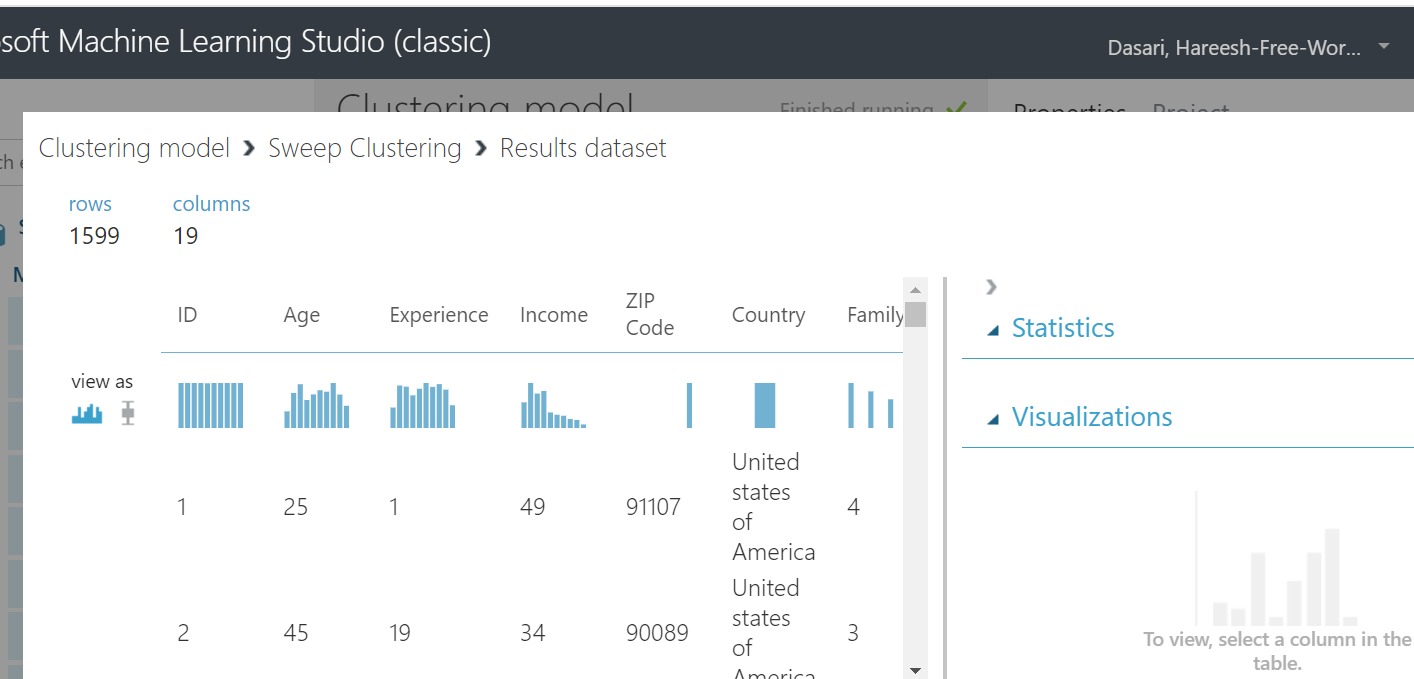 soft Machine Learning Studio (classic)
Dasari, Hareesh-Free-Wor...
Clustering model
Finished running
Properties Project
Clustering model > Sweep Clustering > Results dataset
rows columns
1599 19
ID Age Experience Income ZIP Code Country Family
view as
1 25 1 49 91107 United states of America 4
2 45 19 34 90089 United states of America 3
Statistics
Visualizations
To view, select a column in the
table.